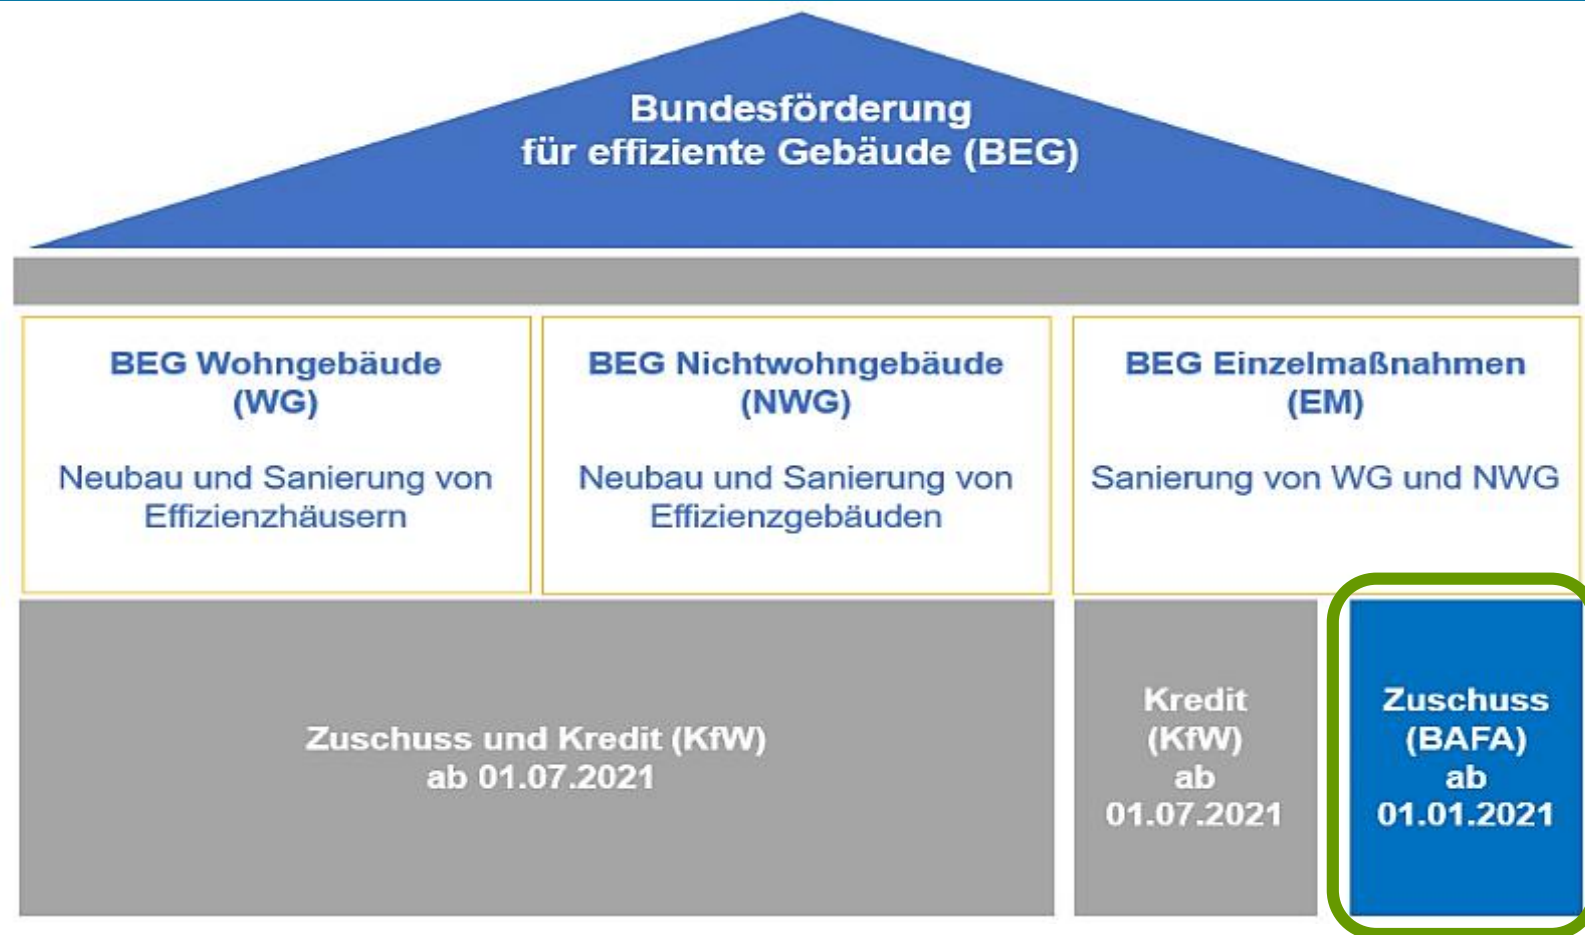 Bundesförderung
für effiziente Gebäude (BEG)
BEG Wohngebäude
(WG)
Neubau und Sanierung von
Effizienzhäusern
BEG Nichtwohngebäude
(NWG)
Neubau und Sanierung von
Effizienzgebäuden
BEG Einzelmaßnahmen
(EM)
Sanierung von WG und NWG
Zuschuss und Kredit (KfW)
ab 01.07.2021
Kredit
(KfW)
ab
01.07.2021
Zuschuss
(BAFA)
ab
01.01.2021